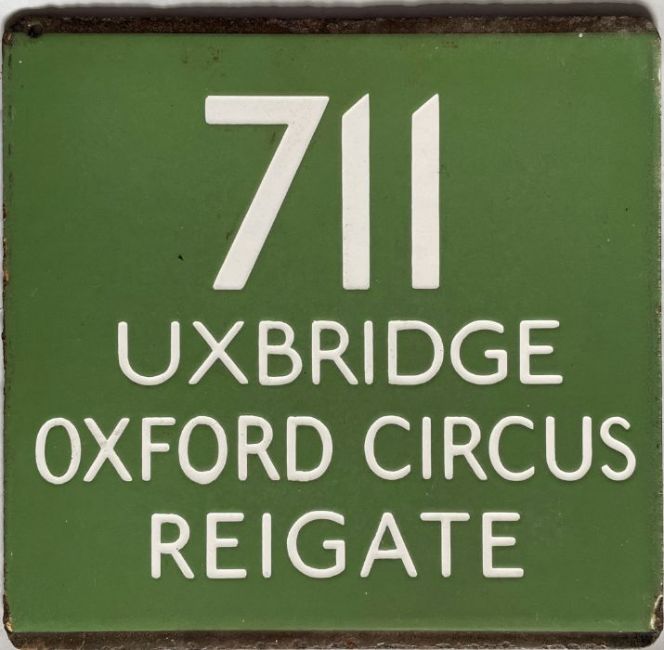 711
UXBRIDGE
OXFORD CIRCUS
REIGATE